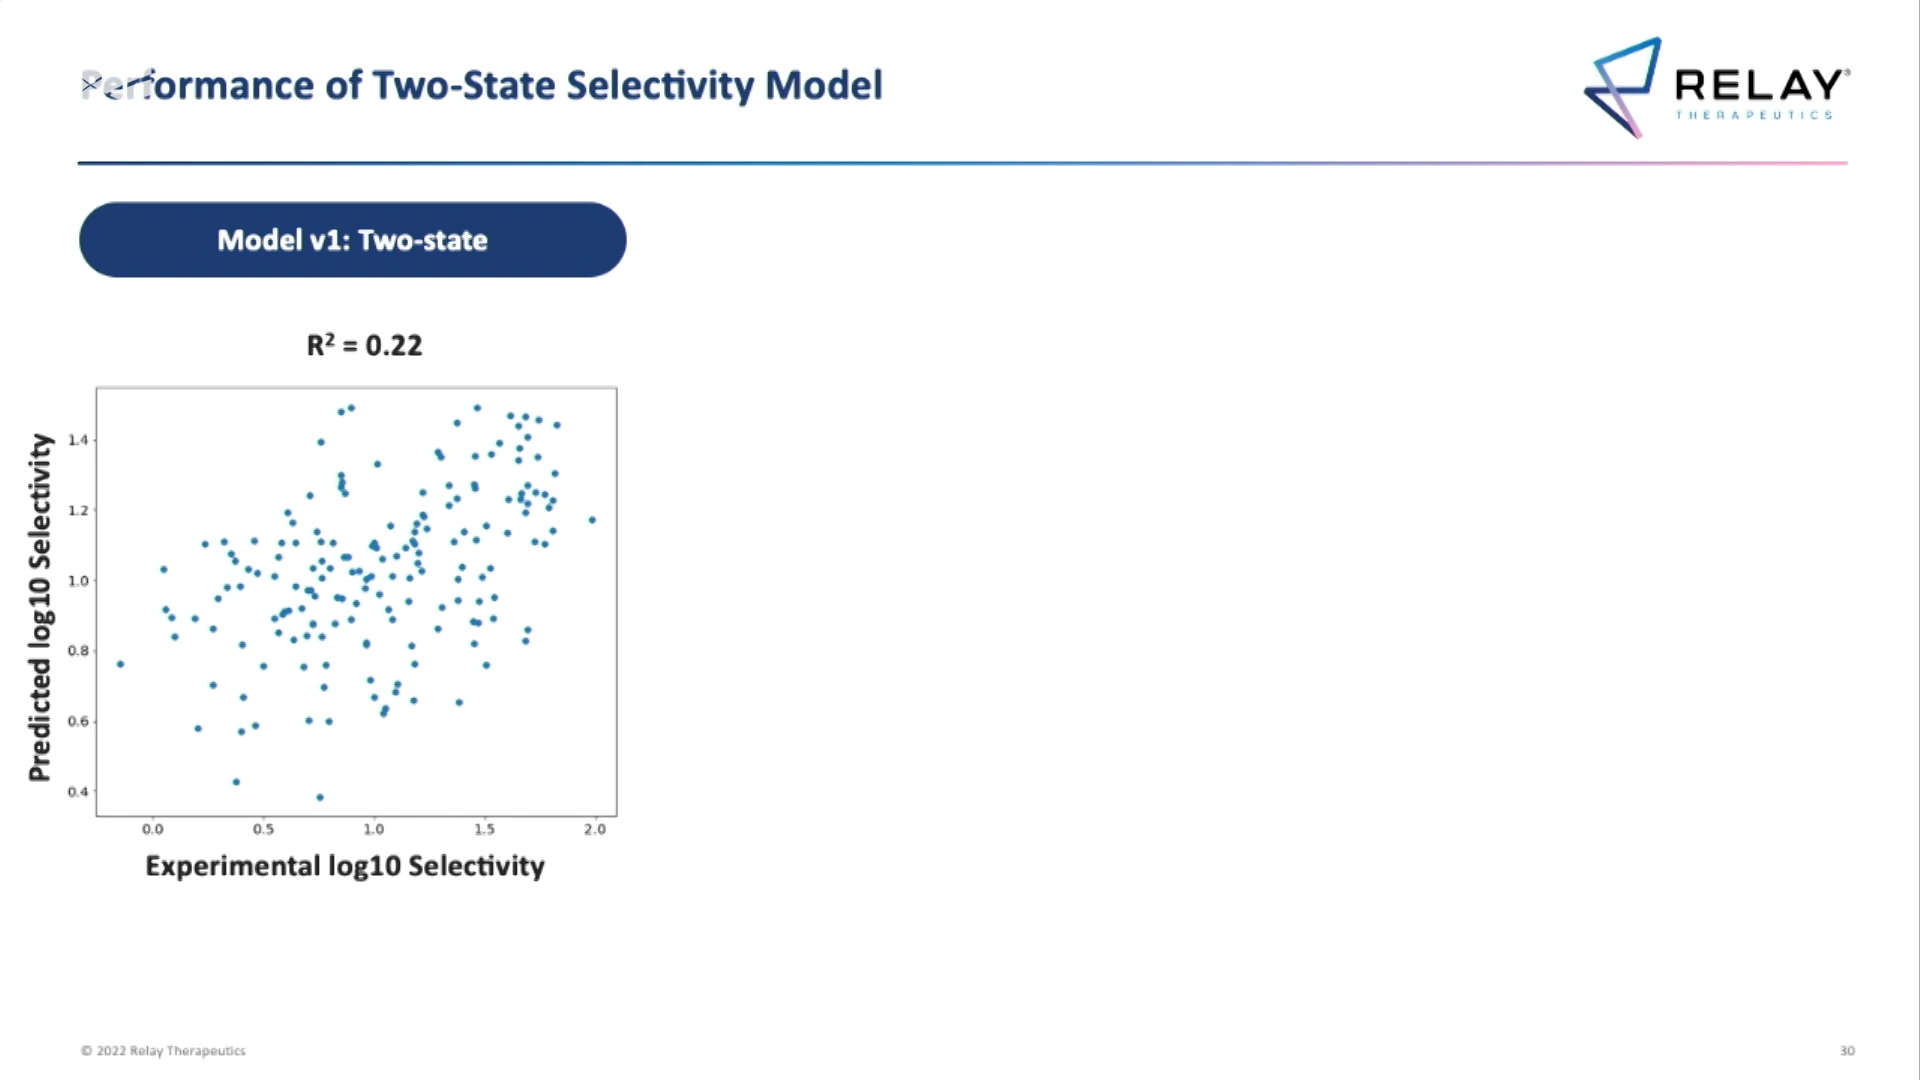 Performance of Two-State Selectivity Model
RELAY®
THERAPEUTICS
Model v1: Two-state
R² = 0.22
Predicted log10 Selectivity
1.4
1.2
1.0
0.8
0.6
0.4
0.0 0.5 1.0 1.5 2.0
Experimental log10 Selectivity
© 2022 Relay Therapeutics
30